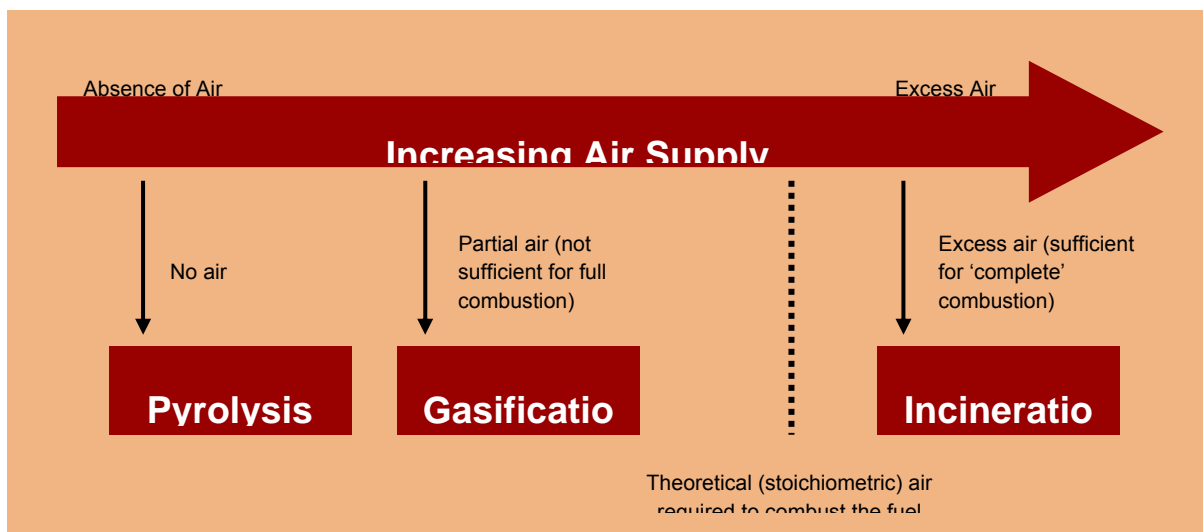 Absence of Air
Excess Air
Increasing Air Supply
No air
Partial air (not
sufficient for full
combustion)
Excess air (sufficient
for ‘complete’
combustion)
Pyrolysis
Gasificatio
Incineratio
Theoretical (stoichiometric) air
required to combust the fuel